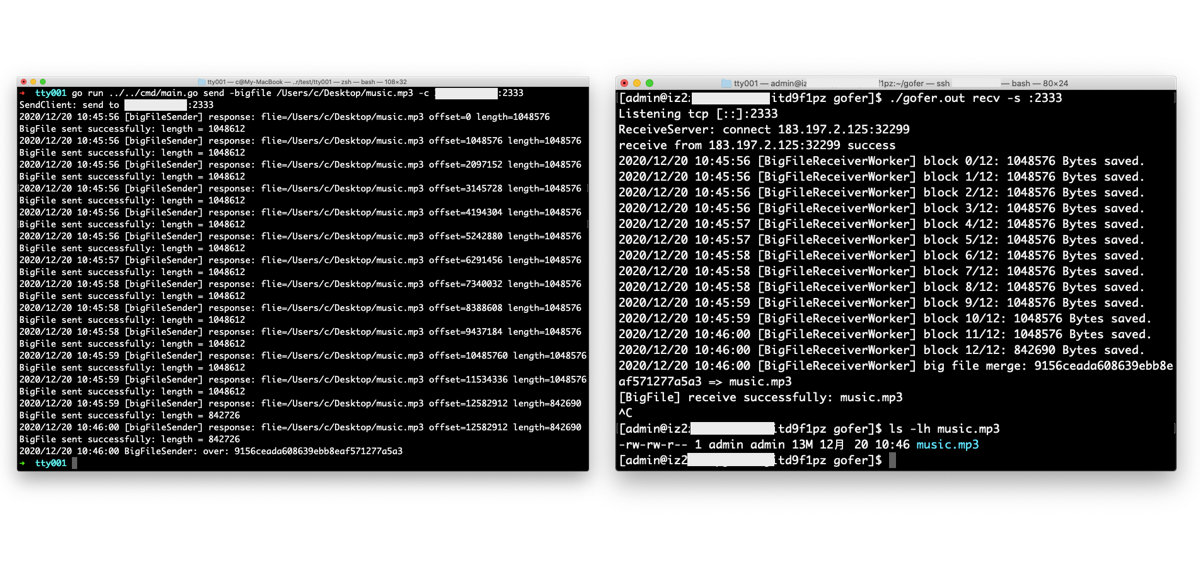 tty001 — c@My-MacBook — ..r/test/tty001 — zsh — bash — 108×32
→ tty001 go run ../../cmd/main.go send -bigfile /Users/c/Desktop/music.mp3 -c :2333
SendClient: send to :2333
2020/12/20 10:45:56 [bigFileSender] response: flie=/Users/c/Desktop/music.mp3 offset=0 length=1048576
BigFile sent successfully: length = 1048612
2020/12/20 10:45:56 [bigFileSender] response: flie=/Users/c/Desktop/music.mp3 offset=1048576 length=1048576
BigFile sent successfully: length = 1048612
2020/12/20 10:45:56 [bigFileSender] response: flie=/Users/c/Desktop/music.mp3 offset=2097152 length=1048576
BigFile sent successfully: length = 1048612
2020/12/20 10:45:56 [bigFileSender] response: flie=/Users/c/Desktop/music.mp3 offset=3145728 length=1048576
BigFile sent successfully: length = 1048612
2020/12/20 10:45:56 [bigFileSender] response: flie=/Users/c/Desktop/music.mp3 offset=4194304 length=1048576
BigFile sent successfully: length = 1048612
2020/12/20 10:45:56 [bigFileSender] response: flie=/Users/c/Desktop/music.mp3 offset=5242880 length=1048576
BigFile sent successfully: length = 1048612
2020/12/20 10:45:57 [bigFileSender] response: flie=/Users/c/Desktop/music.mp3 offset=6291456 length=1048576
BigFile sent successfully: length = 1048612
2020/12/20 10:45:58 [bigFileSender] response: flie=/Users/c/Desktop/music.mp3 offset=7340032 length=1048576
BigFile sent successfully: length = 1048612
2020/12/20 10:45:58 [bigFileSender] response: flie=/Users/c/Desktop/music.mp3 offset=8388608 length=1048576
BigFile sent successfully: length = 1048612
2020/12/20 10:45:58 [bigFileSender] response: flie=/Users/c/Desktop/music.mp3 offset=9437184 length=1048576
BigFile sent successfully: length = 1048612
2020/12/20 10:45:59 [bigFileSender] response: flie=/Users/c/Desktop/music.mp3 offset=10485760 length=1048576
BigFile sent successfully: length = 1048612
2020/12/20 10:45:59 [bigFileSender] response: flie=/Users/c/Desktop/music.mp3 offset=11534336 length=1048576
BigFile sent successfully: length = 1048612
2020/12/20 10:45:59 [bigFileSender] response: flie=/Users/c/Desktop/music.mp3 offset=12582912 length=842690
BigFile sent successfully: length = 842726
2020/12/20 10:46:00 [bigFileSender] response: flie=/Users/c/Desktop/music.mp3 offset=12582912 length=842690
BigFile sent successfully: length = 842726
2020/12/20 10:46:00 BigFileSender: over: 9156ceada608639ebb8eaf571277a5a3
→ tty001
tty001 — admin@iz !1pz:~/gofer — ssh — bash — 80×24
[admin@iz2 itd9f1pz gofer]$ ./gofer.out recv -s :2333
Listening tcp [::]:2333
ReceiveServer: connect 183.197.2.125:32299
receive from 183.197.2.125:32299 success
2020/12/20 10:45:56 [BigFileReceiverWorker] block 0/12: 1048576 Bytes saved.
2020/12/20 10:45:56 [BigFileReceiverWorker] block 1/12: 1048576 Bytes saved.
2020/12/20 10:45:56 [BigFileReceiverWorker] block 2/12: 1048576 Bytes saved.
2020/12/20 10:45:56 [BigFileReceiverWorker] block 3/12: 1048576 Bytes saved.
2020/12/20 10:45:57 [BigFileReceiverWorker] block 4/12: 1048576 Bytes saved.
2020/12/20 10:45:57 [BigFileReceiverWorker] block 5/12: 1048576 Bytes saved.
2020/12/20 10:45:58 [BigFileReceiverWorker] block 6/12: 1048576 Bytes saved.
2020/12/20 10:45:58 [BigFileReceiverWorker] block 7/12: 1048576 Bytes saved.
2020/12/20 10:45:58 [BigFileReceiverWorker] block 8/12: 1048576 Bytes saved.
2020/12/20 10:45:59 [BigFileReceiverWorker] block 9/12: 1048576 Bytes saved.
2020/12/20 10:45:59 [BigFileReceiverWorker] block 10/12: 1048576 Bytes saved.
2020/12/20 10:46:00 [BigFileReceiverWorker] block 11/12: 1048576 Bytes saved.
2020/12/20 10:46:00 [BigFileReceiverWorker] block 12/12: 842690 Bytes saved.
2020/12/20 10:46:00 [BigFileReceiverWorker] big file merge: 9156ceada608639ebb8e
af571277a5a3 => music.mp3
[BigFile] receive successfully: music.mp3
^C
[admin@iz2 itd9f1pz gofer]$ ls -lh music.mp3
-rw-rw-r-- 1 admin admin 13M 12月 20 10:46 music.mp3
[admin@iz2 itd9f1pz gofer]$